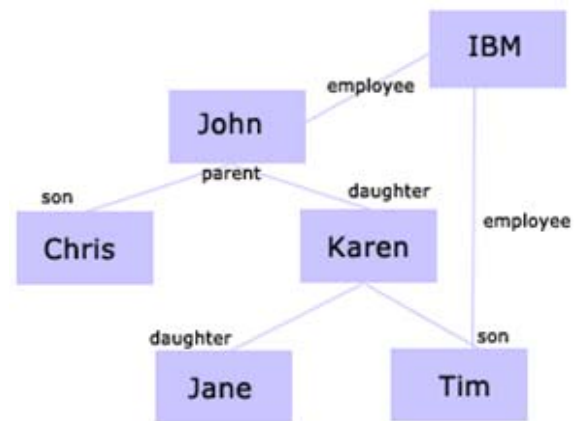 IBM
employee
John
parent
son
daughter
Chris
Karen
employee
daughter
son
Jane
Tim